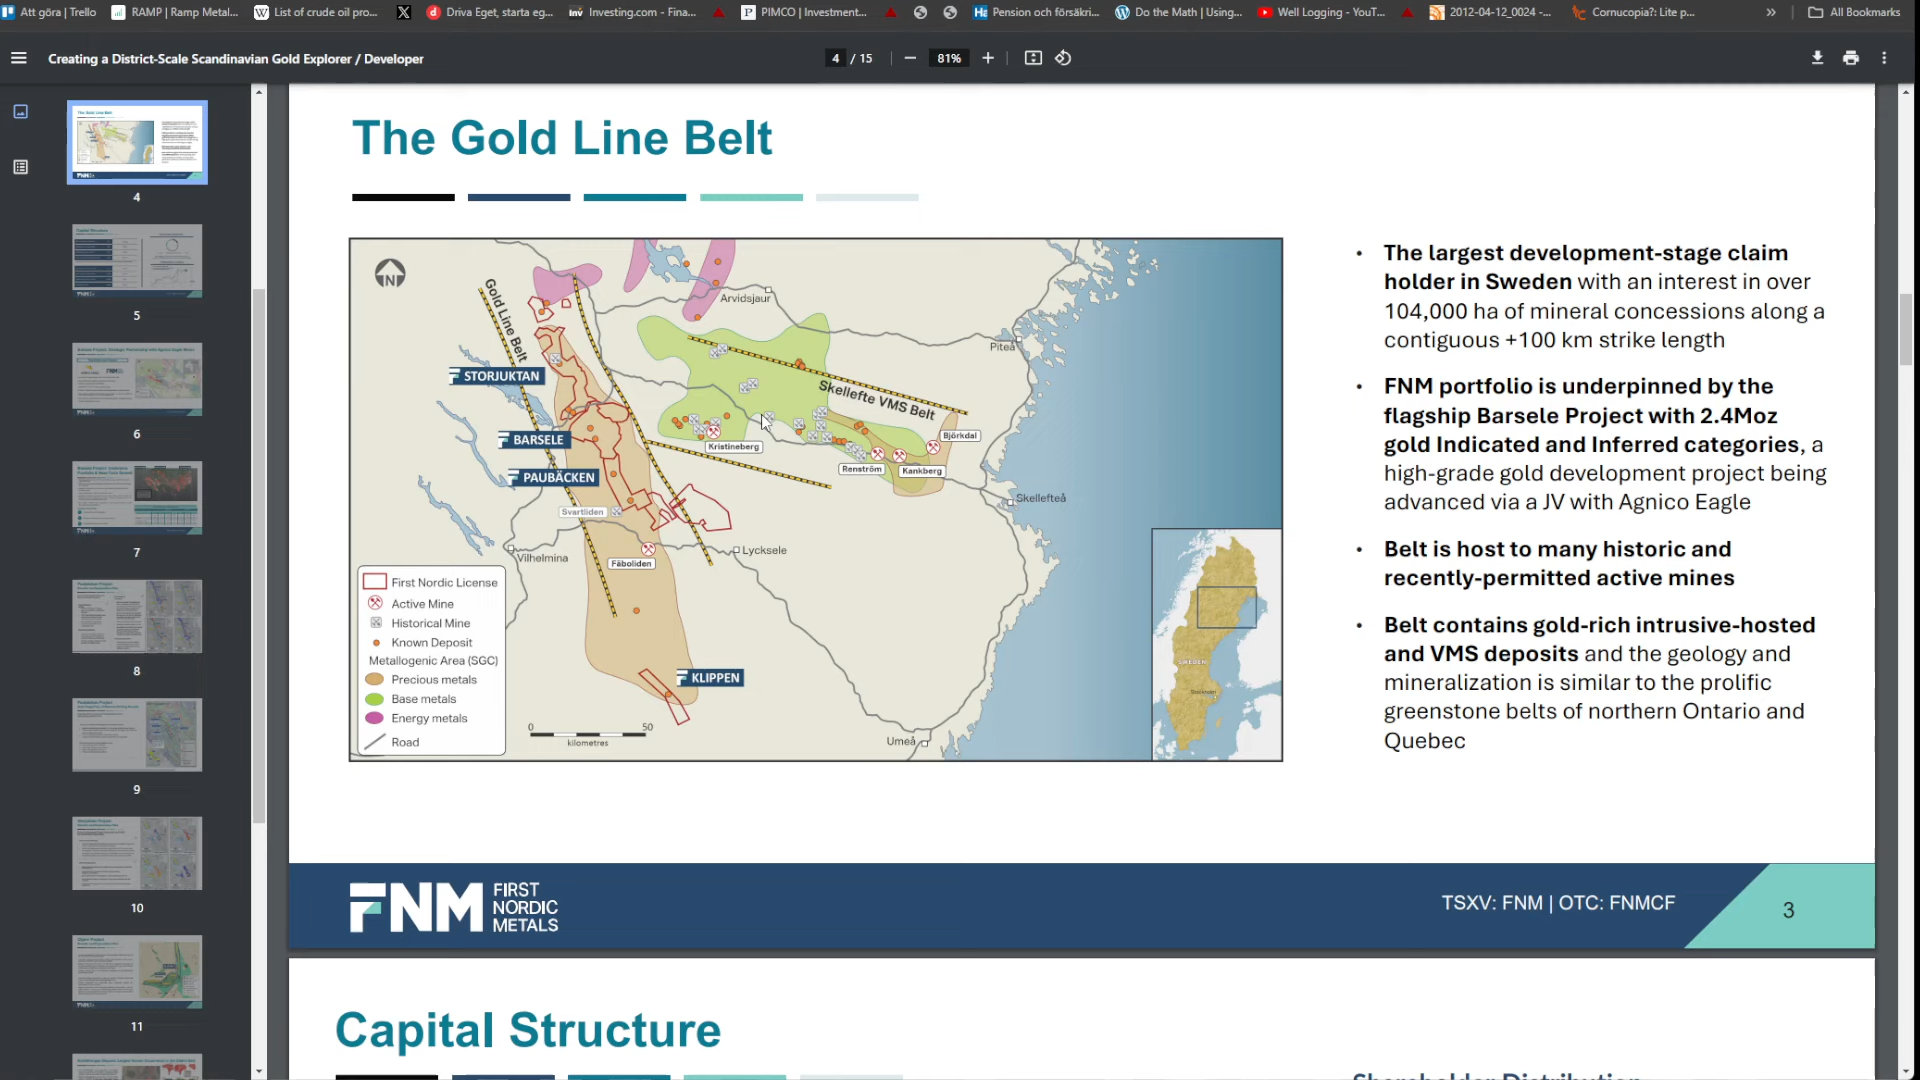 Att göra | Trello
RAMP | Ramp Metal...
List of crude oil pro...
Driva Eget, starta eg...
Investing.com - Fina...
PIMCO | Investment...
Pension och försäkri...
Do the Math | Using...
Well Logging - YouT...
2012-04-12_0024 -...
Cornucopia?: Lite p...
»
All Bookmarks
Creating a District-Scale Scandinavian Gold Explorer / Developer
4 / 15
81%
4
5
6
7
8
9
10
11
The Gold Line Belt
N
Gold Line Belt
Arvidsjaur
Piteå
STORJUKTAN
Skellefte VMS Belt
BARSELE
Kristineberg
Björkdal
Renström
Kankberg
PAUBÄCKEN
Skellefteå
Svartliden
Vilhelmina
Lycksele
Fäboliden
KLIPPEN
Umeå
First Nordic License
Active Mine
Historical Mine
Known Deposit
Metallogenic Area (SGC)
Precious metals
Base metals
Energy metals
Road
0 50
kilometres
SWEDEN
Stockholm
• The largest development-stage claim
holder in Sweden with an interest in over
104,000 ha of mineral concessions along a
contiguous +100 km strike length
• FNM portfolio is underpinned by the
flagship Barsele Project with 2.4Moz
gold Indicated and Inferred categories, a
high-grade gold development project being
advanced via a JV with Agnico Eagle
• Belt is host to many historic and
recently-permitted active mines
• Belt contains gold-rich intrusive-hosted
and VMS deposits and the geology and
mineralization is similar to the prolific
greenstone belts of northern Ontario and
Quebec
FNM
FIRST
NORDIC
METALS
TSXV: FNM | OTC: FNMCF
3
Capital Structure
Shareholder Distribution